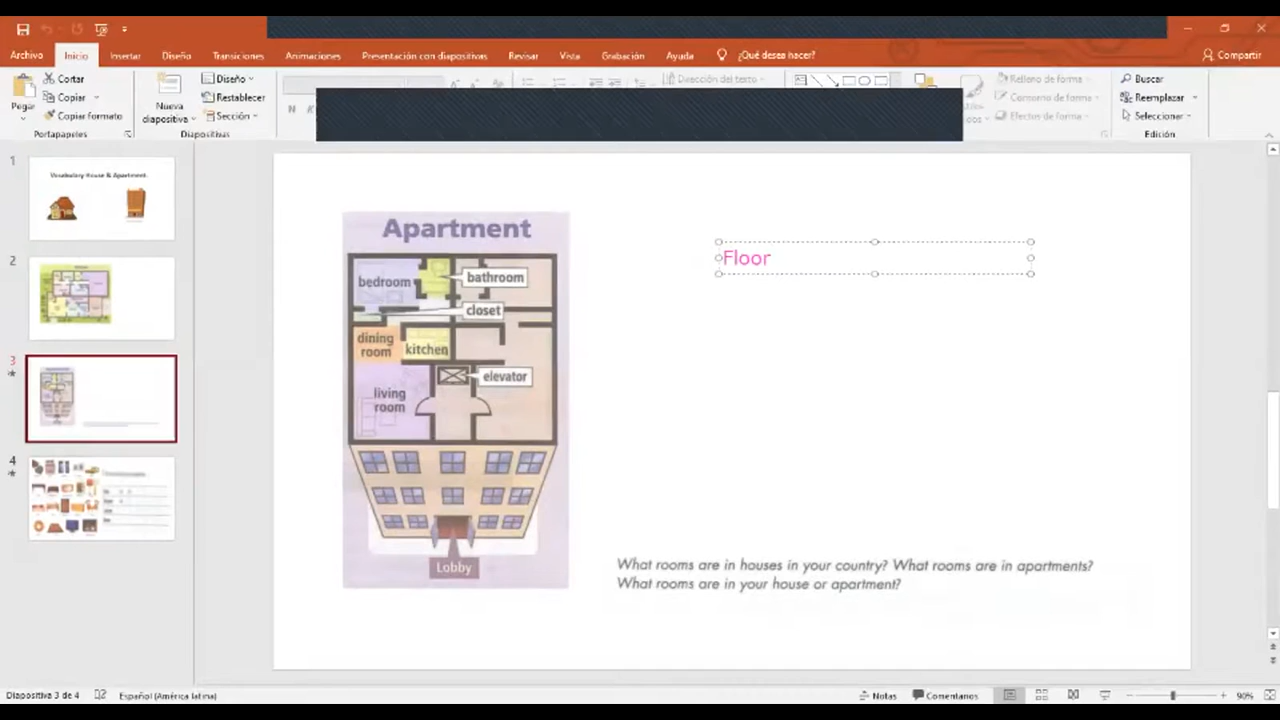 Archivo Inicio Insertar Diseño Transiciones Animaciones Presentación con diapositivas Revisar Vista Grabación Ayuda ¿Qué desea hacer? Compartir
Pegar
Cortar
Copiar
Copiar formato
Portapapeles
Nueva diapositiva
Diseño
Restablecer
Sección
Diapositivas
N K
Dirección del texto
Relleno de forma
Contorno de forma
Efectos de forma
Buscar
Reemplazar
Seleccionar
Edición
1
Vocabulary House & Apartment.
2
3
4
Apartment
bedroom
bathroom
closet
dining
room
kitchen
elevator
living
room
Lobby
Floor
What rooms are in houses in your country? What rooms are in apartments?
What rooms are in your house or apartment?
Diapositiva 3 de 4 Español (América latina) Notas Comentarios 90%